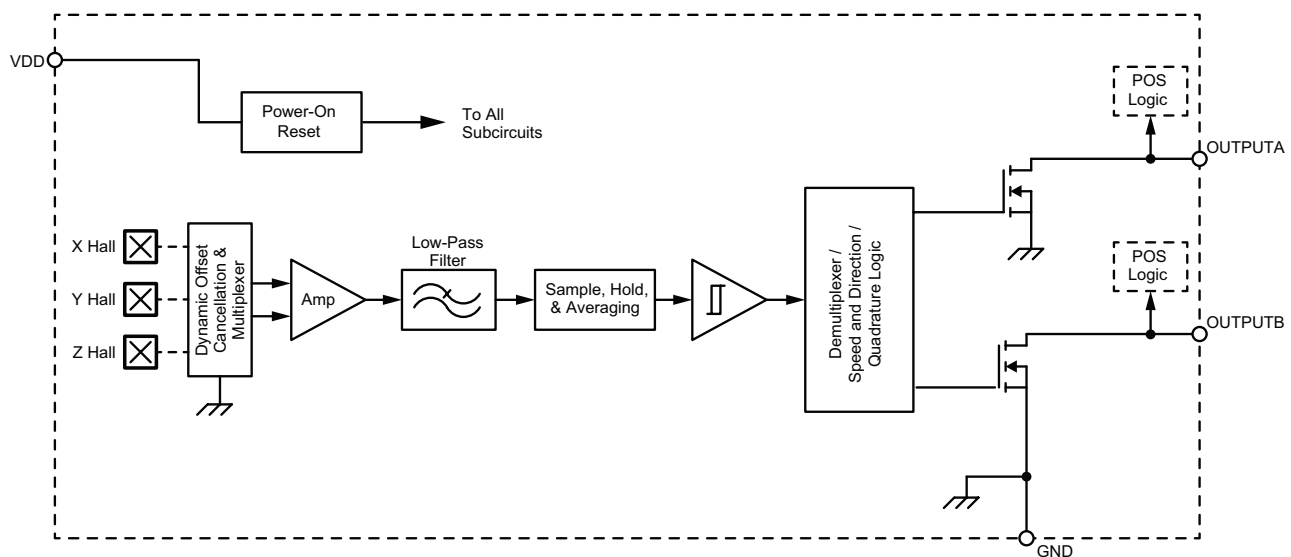 VDD
Power-On
Reset
To All
Subcircuits
POS
Logic
OUTPUTA
X Hall
Y Hall
Z Hall
Dynamic Offset
Cancellation &
Multiplexer
Amp
Low-Pass
Filter
Sample, Hold,
& Averaging
Demultiplexer /
Speed and Direction /
Quadrature Logic
POS
Logic
OUTPUTB
GND